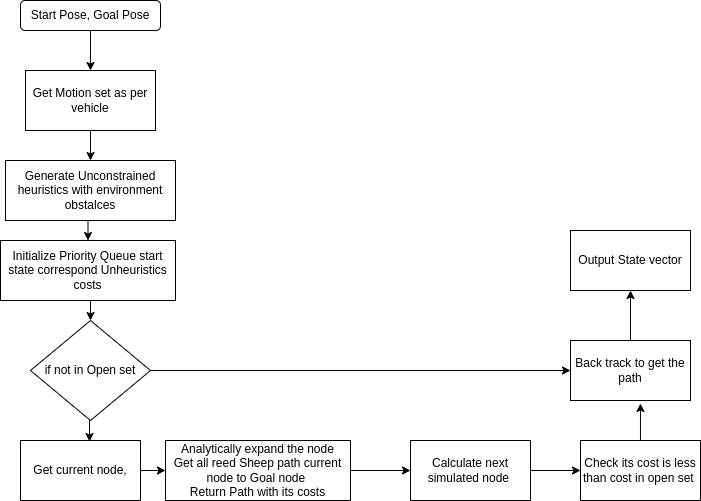 Start Pose, Goal Pose
Get Motion set as per
vehicle
Generate Unconstrained
heuristics with environment
obstalces
Initialize Priority Queue start
state correspond Unheuristics
costs
if not in Open set
Get current node,
Analytically expand the node
Get all reed Sheep path current
node to Goal node
Return Path with its costs
Calculate next
simulated node
Check its cost is less
than cost in open set
Back track to get the
path
Output State vector